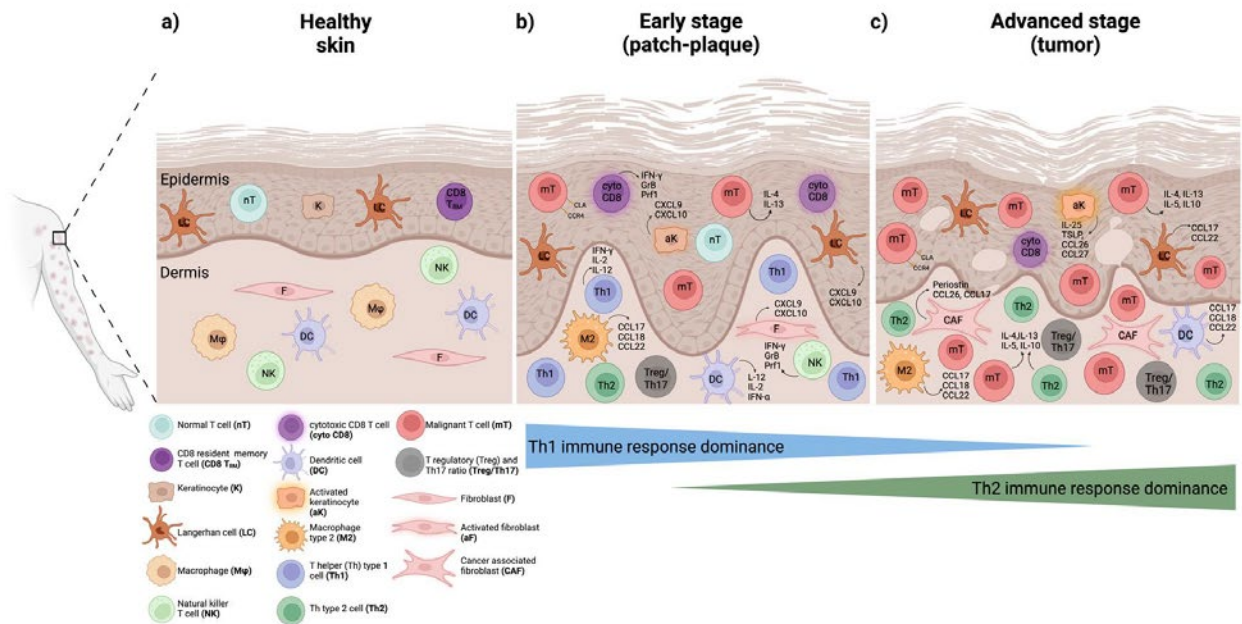 a)
Healthy
skin
b)
Early stage
(patch-plaque)
c)
Advanced stage
(tumor)
Epidermis
LC
nT
K
LC
CD8
TRM
Dermis
NK
F
Mφ
DC
Mφ
DC
NK
F
mT
CLA
CCR4
cyto
CD8
IFN-γ
GrB
Prf1
CXCL9
CXCL10
mT
IL-4
IL-13
cyto
CD8
LC
aK
nT
LC
IFN-γ
IL-2
IL-12
Th1
mT
Th1
CXCL9
CXCL10
CXCL9
CXCL10
M2
CCL17
CCL18
CCL22
F
IFN-γ
GrB
Prf1
NK
Th1
Th2
Treg/
Th17
DC
L-12
IL-2
IFN-α
Th1
mT
LC
mT
aK
mT
IL-4, IL-13
IL-5, IL10
IL-25
TSLP,
CCL26
CCL27
mT
CLA
CCR4
cyto
CD8
LC
CCL17
CCL22
mT
mT
Periostin
CCL26, CCL17
Th2
CAF
Th2
mT
CCL17
CCL18
CCL22
IL-4,IL-13
IL-5, IL-10
Treg/
Th17
CAF
DC
M2
mT
CCL17
CCL18
CCL22
mT
Th2
mT
Treg/
Th17
Th2
Normal T cell (nT)
CD8 resident memory
T cell (CD8 TRM)
Keratinocyte (K)
Langerhan cell (LC)
Macrophage (Mφ)
Natural killer
T cell (NK)
cytotoxic CD8 T cell
(cyto CD8)
Dendritic cell
(DC)
Activated
keratinocyte
(aK)
Macrophage
type 2 (M2)
T helper (Th) type 1
cell (Th1)
Th type 2 cell (Th2)
Malignant T cell (mT)
T regulatory (Treg) and
Th17 ratio (Treg/Th17)
Fibroblast (F)
Activated fibroblast
(aF)
Cancer associated
fibroblast (CAF)
Th1 immune response dominance
Th2 immune response dominance